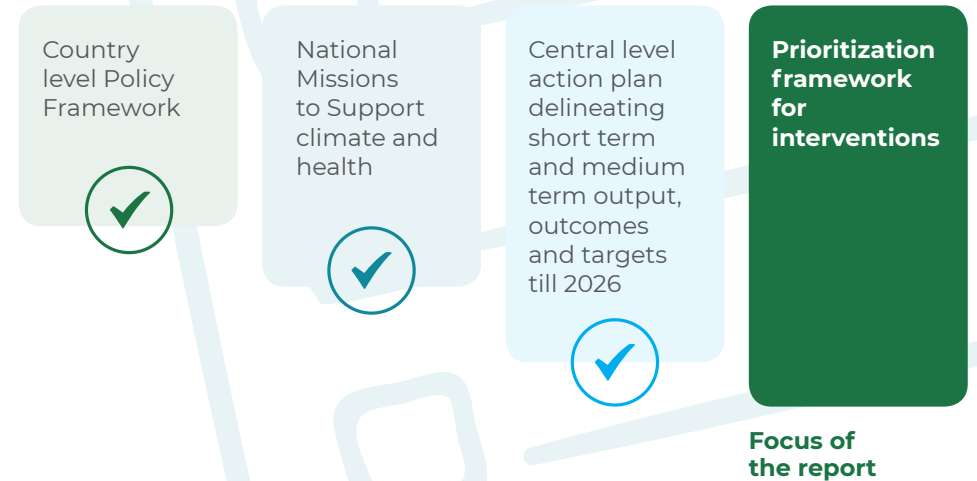 Country
level Policy
Framework
National
Missions
to Support
climate and
health
Central level
action plan
delineating
short term
and medium
term output,
outcomes
and targets
till 2026
Prioritization
framework
for
interventions
Focus of
the report